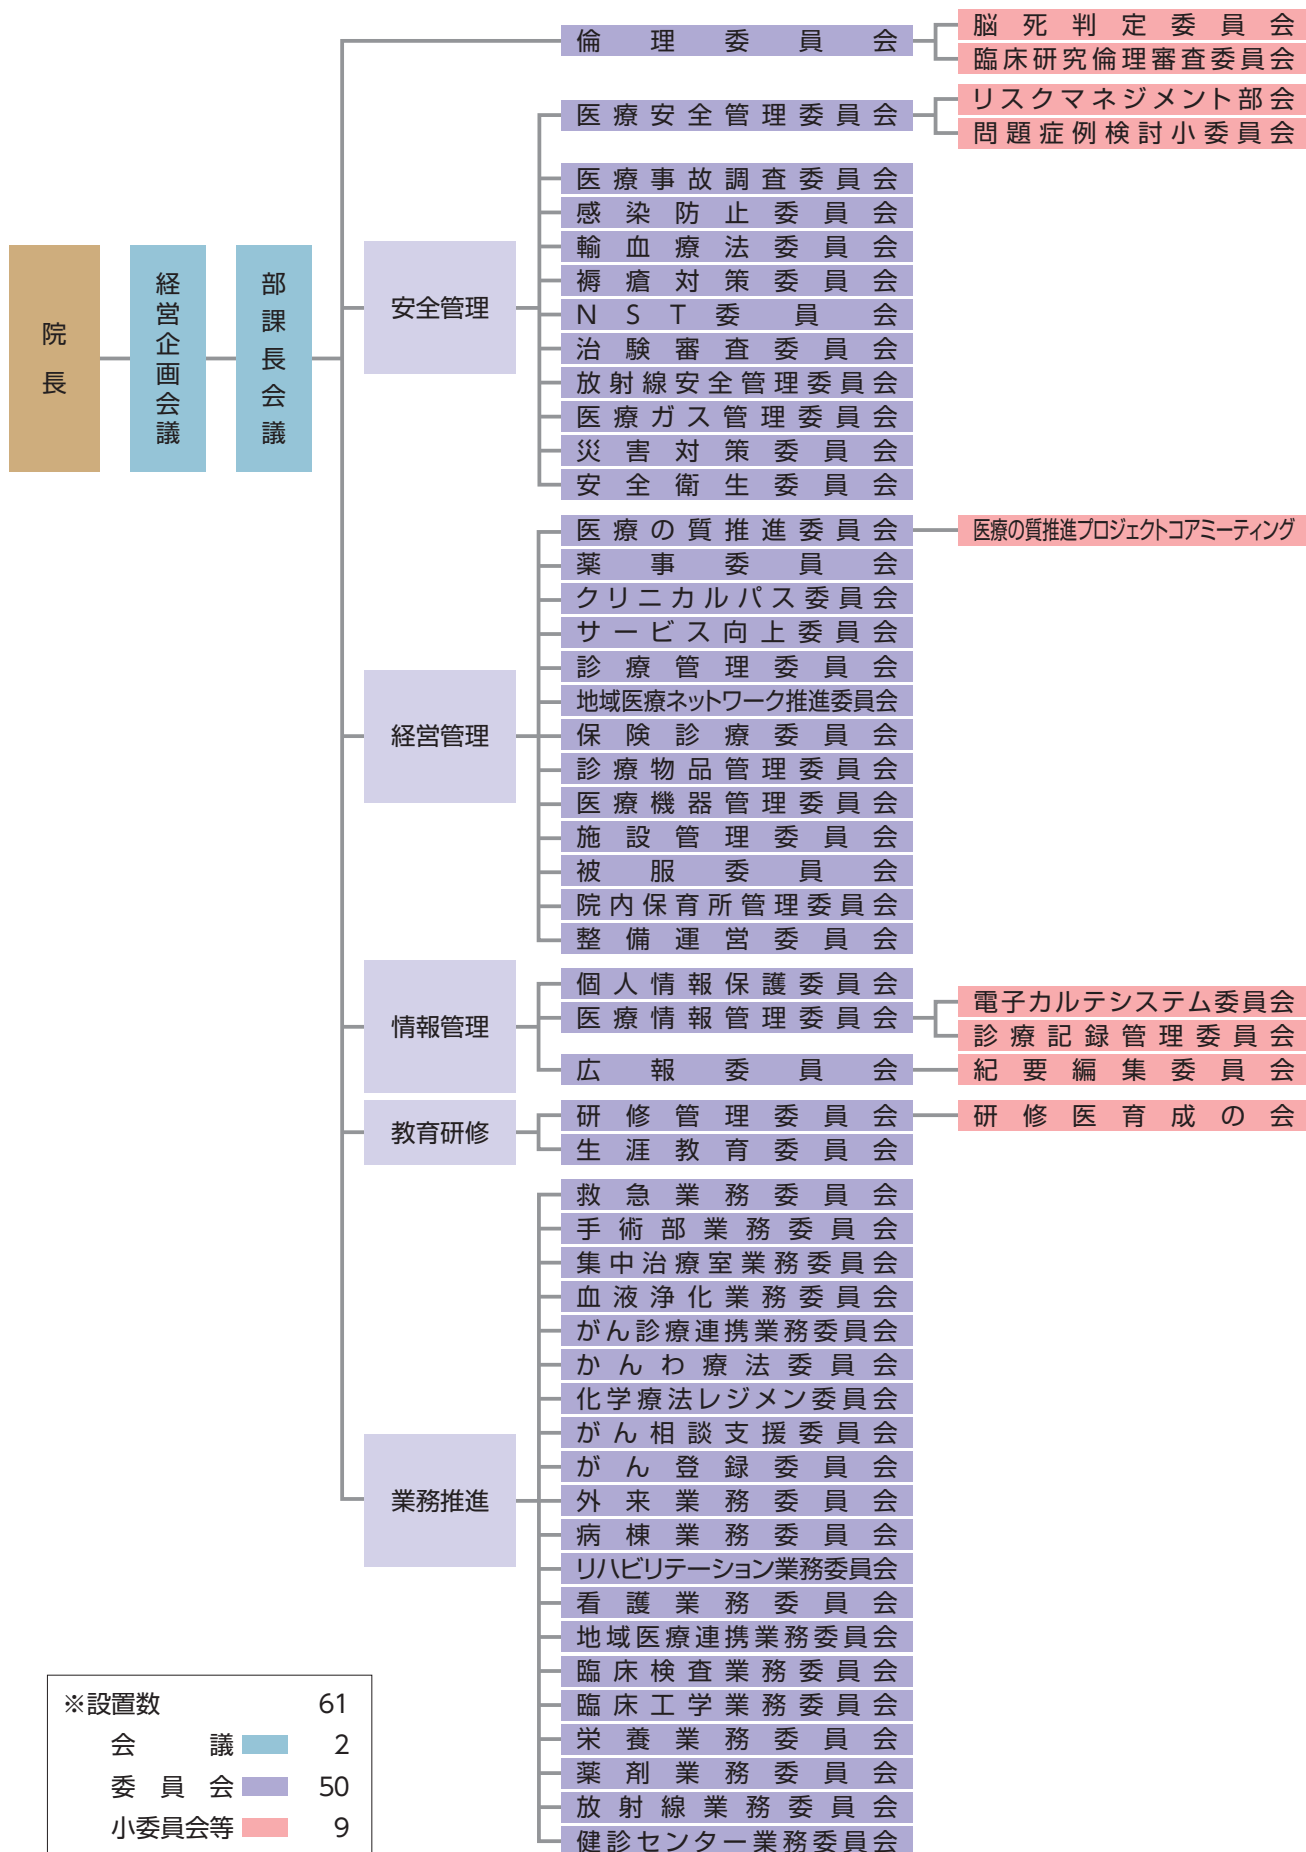 院長
経営企画会議
部課長会議
倫理委員会
脳死判定委員会
臨床研究倫理審査委員会
安全管理
医療安全管理委員会
リスクマネジメント部会
問題症例検討小委員会
医療事故調査委員会
感染防止委員会
輸血療法委員会
褥瘡対策委員会
NST委員会
治験審査委員会
放射線安全管理委員会
医療ガス管理委員会
災害対策委員会
安全衛生委員会
経営管理
医療の質推進委員会
医療の質推進プロジェクトコアミーティング
薬事委員会
クリニカルパス委員会
サービス向上委員会
診療管理委員会
地域医療ネットワーク推進委員会
保険診療委員会
診療物品管理委員会
医療機器管理委員会
施設管理委員会
被服委員会
院内保育所管理委員会
整備運営委員会
情報管理
個人情報保護委員会
医療情報管理委員会
電子カルテシステム委員会
診療記録管理委員会
広報委員会
紀要編集委員会
教育研修
研修管理委員会
研修医育成の会
生涯教育委員会
業務推進
救急業務委員会
手術部業務委員会
集中治療室業務委員会
血液浄化業務委員会
がん診療連携業務委員会
かんわ療法委員会
化学療法レジメン委員会
がん相談支援委員会
がん登録委員会
外来業務委員会
病棟業務委員会
リハビリテーション業務委員会
看護業務委員会
地域医療連携業務委員会
臨床検査業務委員会
臨床工学業務委員会
栄養業務委員会
薬剤業務委員会
放射線業務委員会
健診センター業務委員会
※設置数 61
会議 2
委員会 50
小委員会等 9